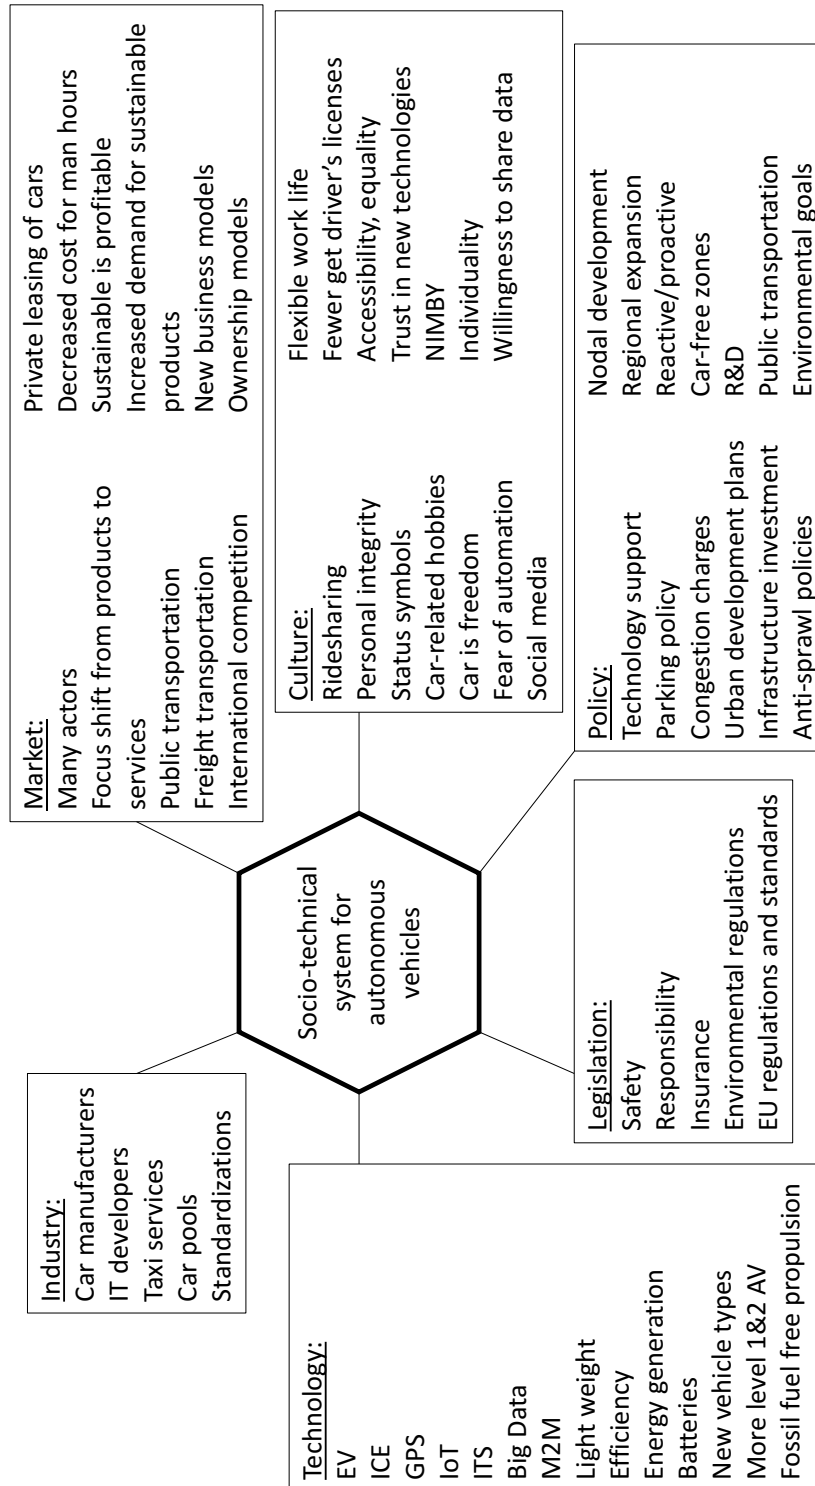 Industry:
Car manufacturers
IT developers
Taxi services
Car pools
Standardizations
Market:
Many actors
Focus shift from products to
services
Public transportation
Freight transportation
International competition
Private leasing of cars
Decreased cost for man hours
Sustainable is profitable
Increased demand for sustainable
products
New business models
Ownership models
Technology:
EV
ICE
GPS
IoT
ITS
Big Data
M2M
Light weight
Efficiency
Energy generation
Batteries
New vehicle types
More level 1&2 AV
Fossil fuel free propulsion
Socio-technical
system for
autonomous
vehicles
Culture:
Ridesharing
Personal integrity
Status symbols
Car-related hobbies
Car is freedom
Fear of automation
Social media
Flexible work life
Fewer get driver's licenses
Accessibility, equality
Trust in new technologies
NIMBY
Individuality
Willingness to share data
Legislation:
Safety
Responsibility
Insurance
Environmental regulations
EU regulations and standards
Policy:
Technology support
Parking policy
Congestion charges
Urban development plans
Infrastructure investment
Anti-sprawl policies
Nodal development
Regional expansion
Reactive/proactive
Car-free zones
R&D
Public transportation
Environmental goals